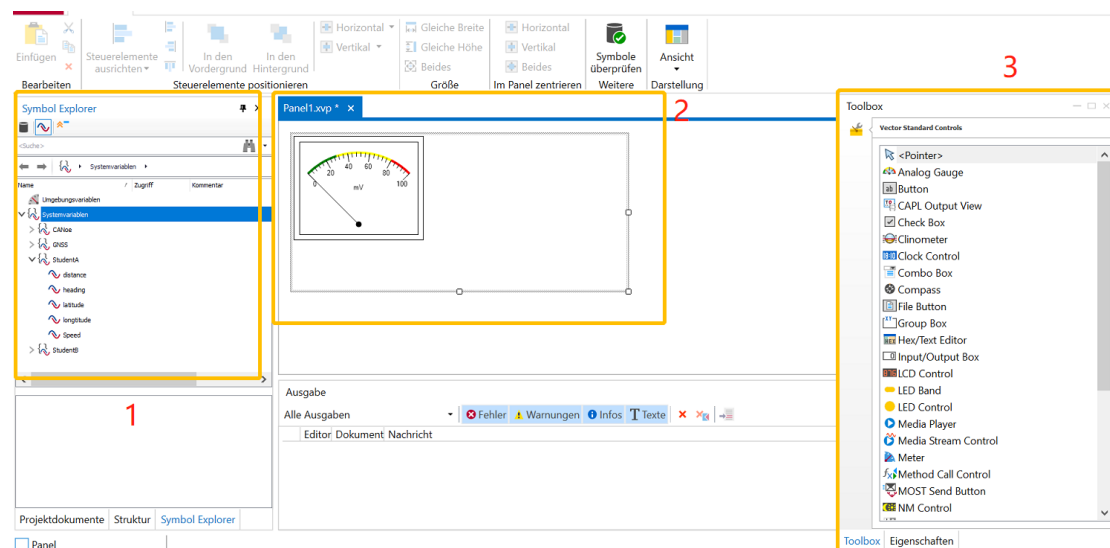 Einfügen
Steuerelemente
ausrichten
In den
Vordergrund
In den
Hintergrund
Horizontal
Vertikal
Gleiche Breite
Gleiche Höhe
Beides
Horizontal
Vertikal
Beides
Symbole
überprüfen
Ansicht
Bearbeiten
Steuerelemente positionieren
Größe
Im Panel zentrieren
Weitere
Darstellung
3
Symbol Explorer
<Suche>
Systemvariablen
Name / Zugriff Kommentar
Umgebungsvariablen
Systemvariablen
CANoe
GNSS
StudentA
distance
heading
latitude
longtitude
Speed
StudentB
1
Projektdokumente Struktur Symbol Explorer
Panel
Panel1.xvp *
2
0 20 40 60 80 100
mV
Ausgabe
Alle Ausgaben Fehler Warnungen Infos Texte
Editor Dokument Nachricht
Toolbox
Vector Standard Controls
<Pointer>
Analog Gauge
Button
CAPL Output View
Check Box
Clinometer
Clock Control
Combo Box
Compass
File Button
Group Box
Hex/Text Editor
Input/Output Box
LCD Control
LED Band
LED Control
Media Player
Media Stream Control
Meter
Method Call Control
MOST Send Button
NM Control
Toolbox Eigenschaften